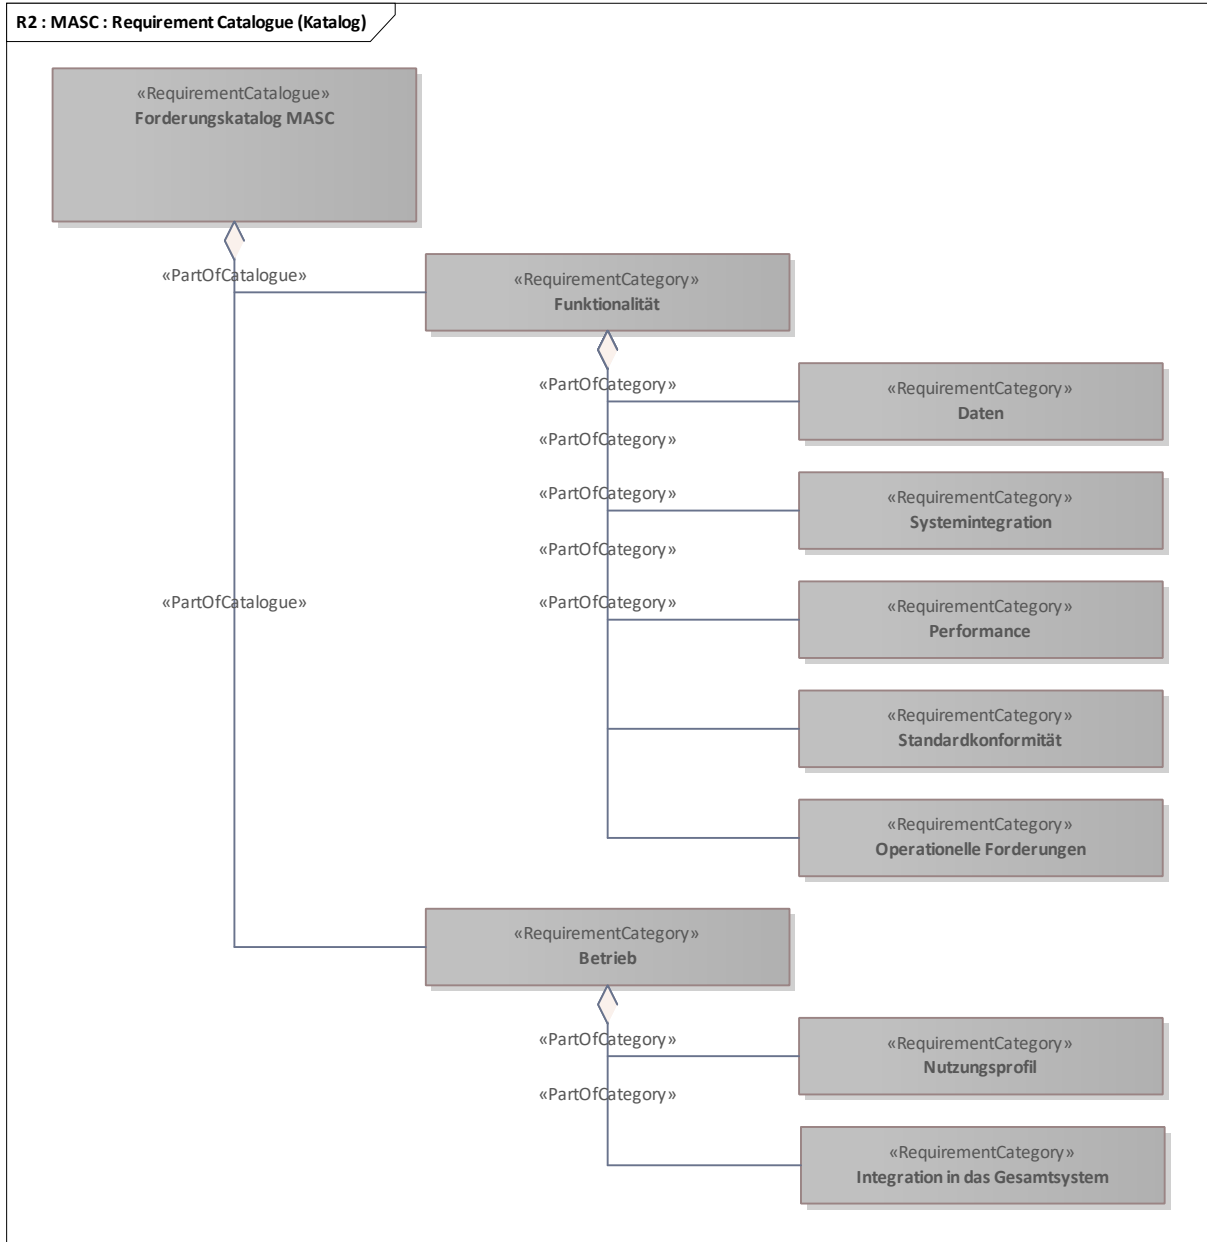 R2 : MASC : Requirement Catalogue (Katalog)
«RequirementCatalogue»
Forderungskatalog MASC
«PartOfCatalogue»
«RequirementCategory»
Funktionalität
«PartOfCategory»
«RequirementCategory»
Daten
«PartOfCategory»
«PartOfCategory»
«RequirementCategory»
Systemintegration
«PartOfCategory»
«PartOfCatalogue»
«PartOfCategory»
«RequirementCategory»
Performance
«RequirementCategory»
Standardkonformität
«RequirementCategory»
Operationelle Forderungen
«RequirementCategory»
Betrieb
«PartOfCategory»
«RequirementCategory»
Nutzungsprofil
«PartOfCategory»
«RequirementCategory»
Integration in das Gesamtsystem